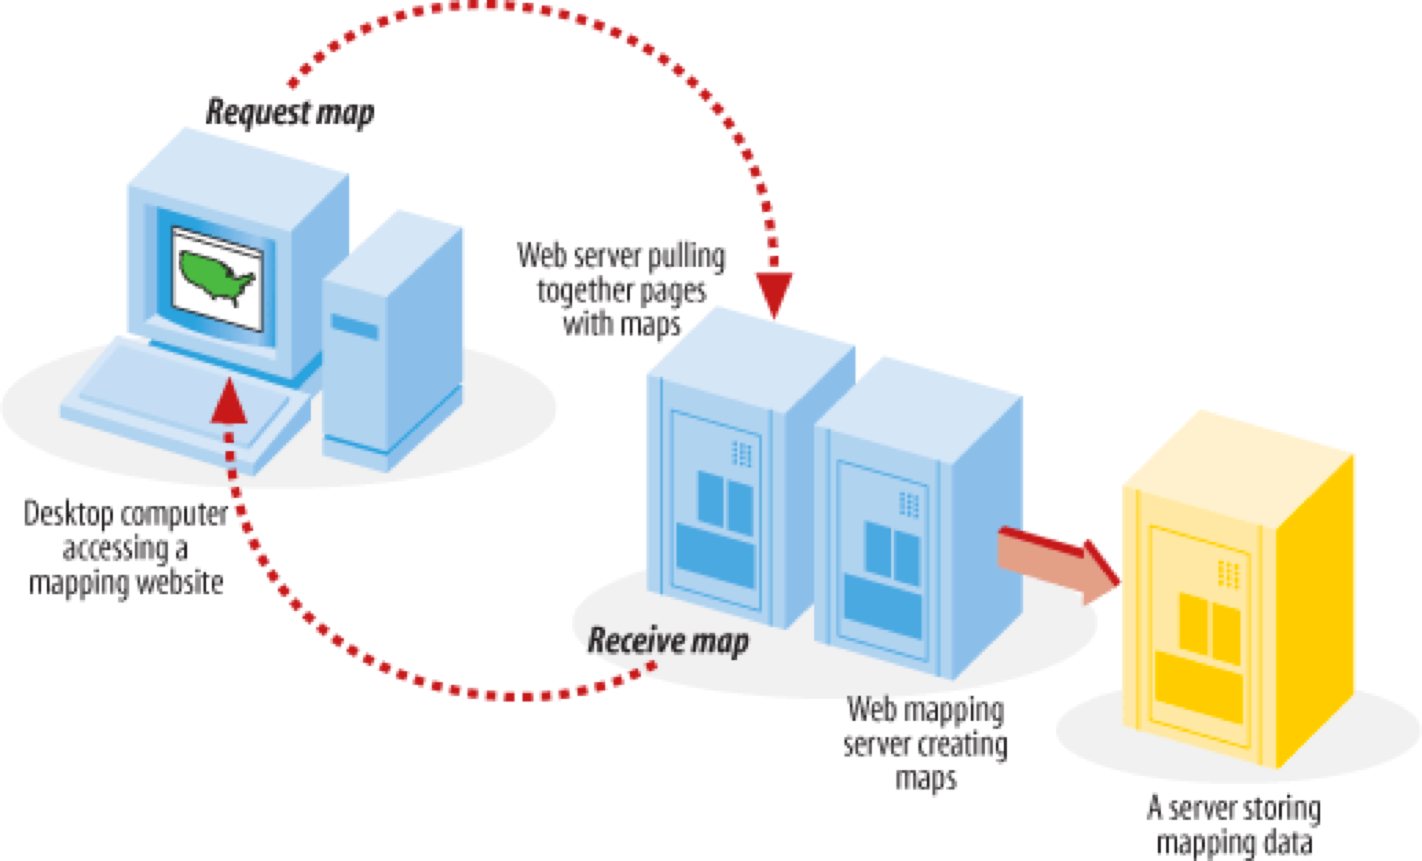 Request map
Web server pulling
together pages
with maps
Desktop computer
accessing a
mapping website
Receive map
Web mapping
server creating
maps
A server storing
mapping data